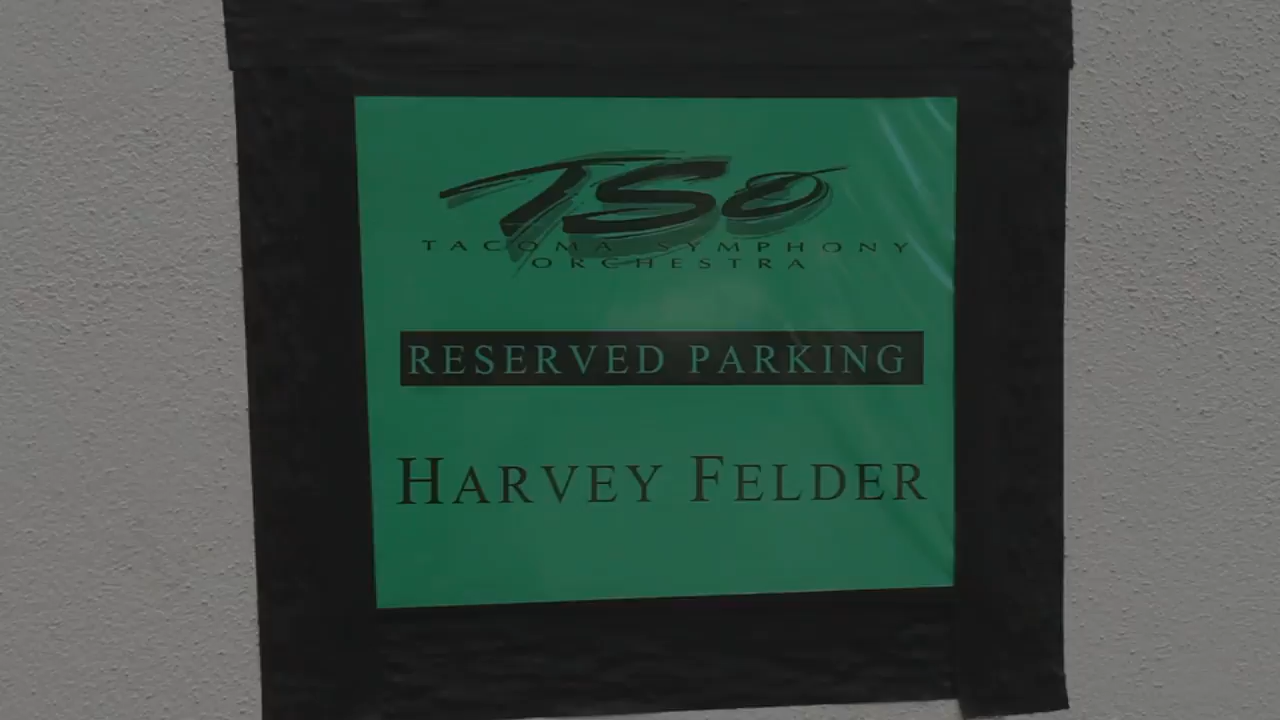 TSO
TACOMA SYMPHONY
ORCHESTRA
RESERVED PARKING
HARVEY FELDER